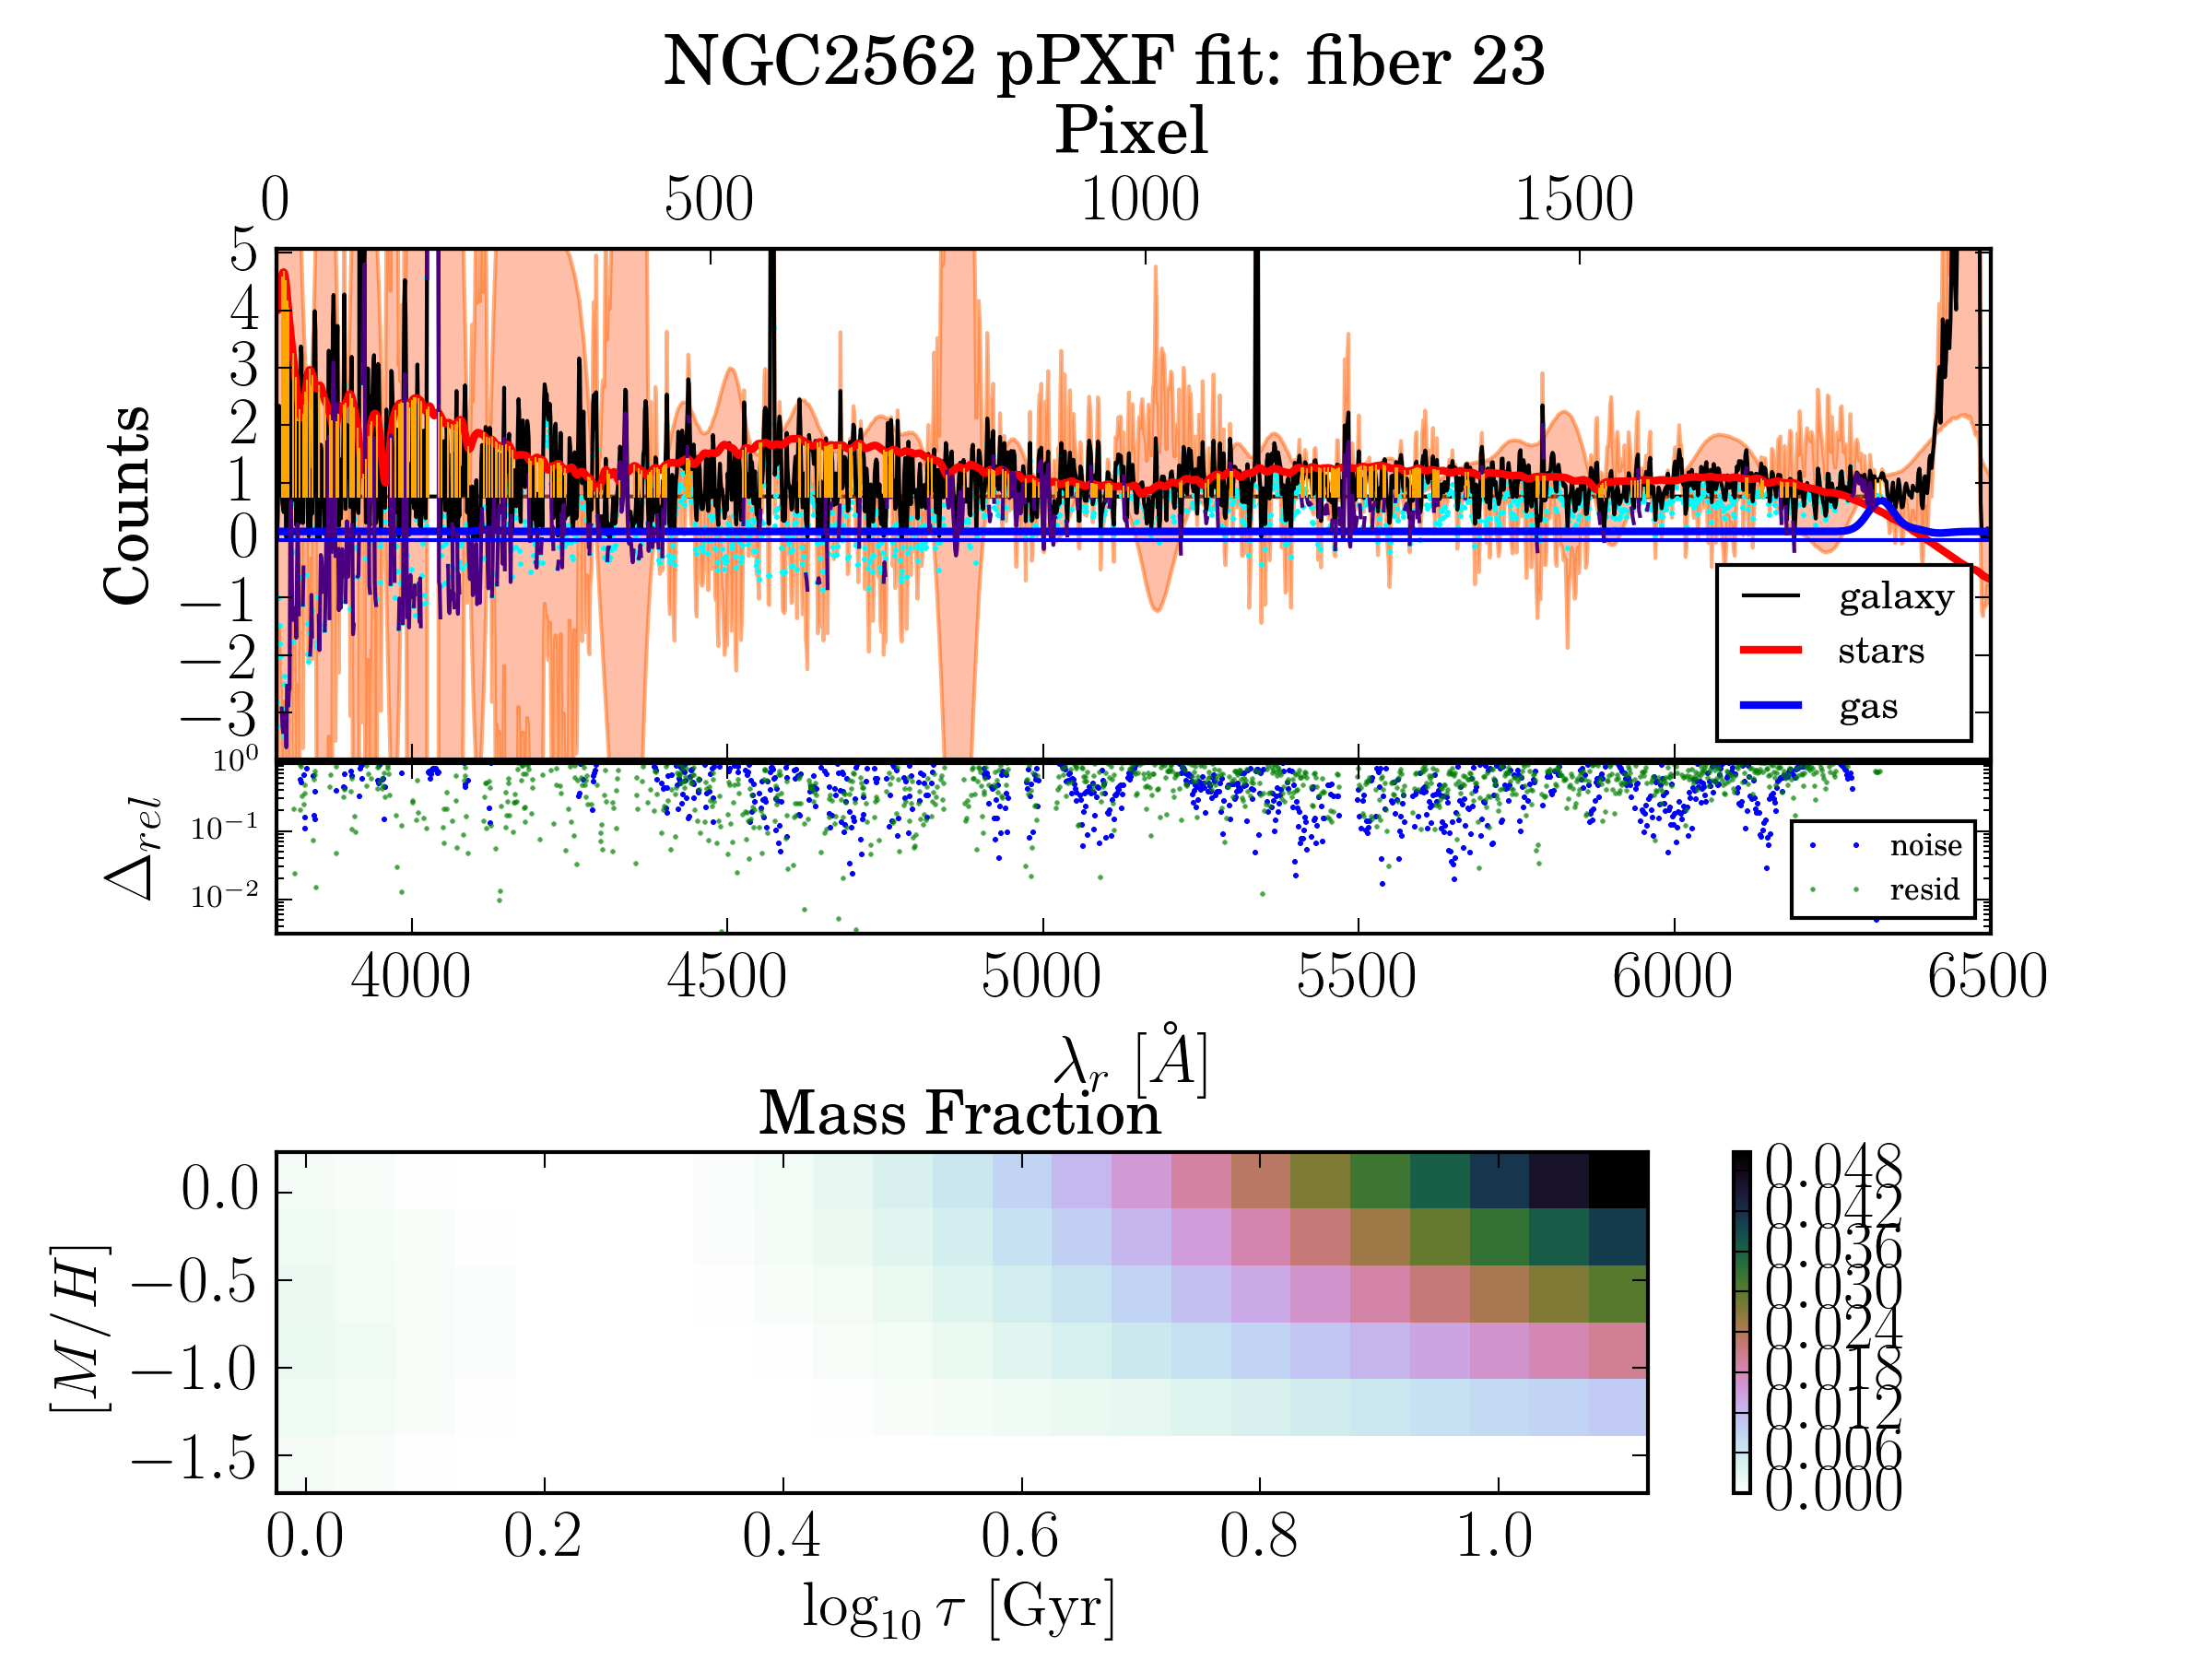 NGC2562 pPXF fit: fiber 23
Pixel
0 500 1000 1500
Counts
5
4
3
2
1
0
−1
−2
−3
galaxy
stars
gas
Δrel
10⁰
10⁻¹
10⁻²
noise
resid
4000 4500 5000 5500 6000 6500
λr [Å]
Mass Fraction
[M/H]
0.0
−0.5
−1.0
−1.5
0.0 0.2 0.4 0.6 0.8 1.0
log₁₀ τ [Gyr]
0.048
0.042
0.036
0.030
0.024
0.018
0.012
0.006
0.000